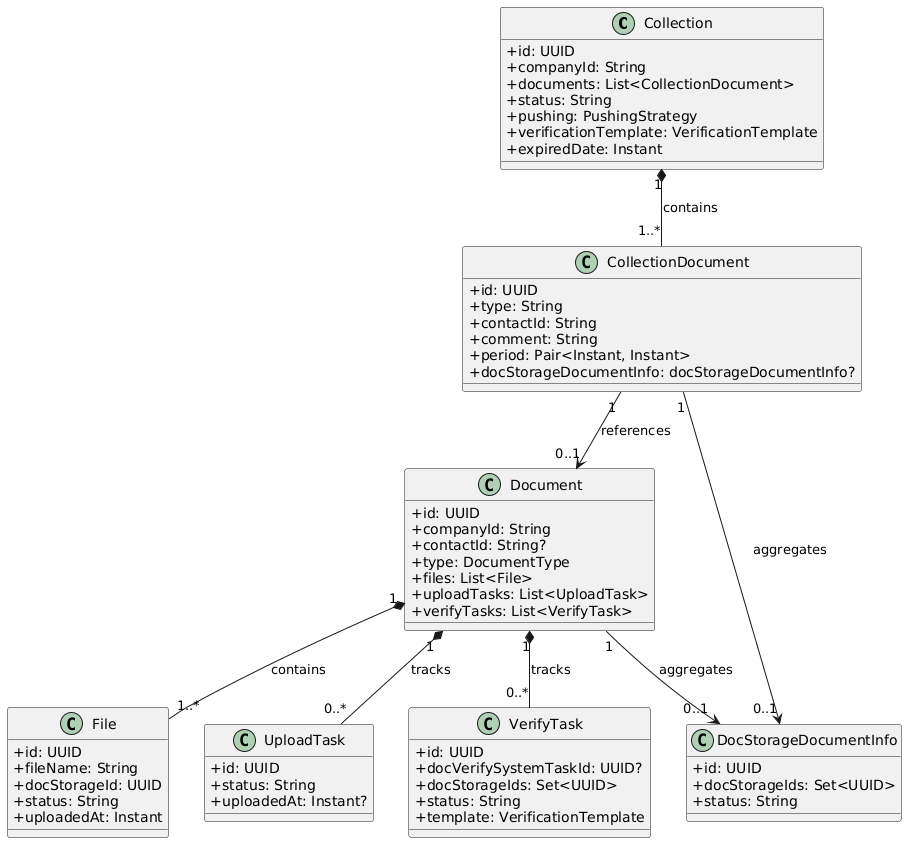 C Collection
+id: UUID
+companyId: String
+documents: List<CollectionDocument>
+status: String
+pushing: PushingStrategy
+verificationTemplate: VerificationTemplate
+expiredDate: Instant
1
contains
1..*
C CollectionDocument
+id: UUID
+type: String
+contactId: String
+comment: String
+period: Pair<Instant, Instant>
+docStorageDocumentInfo: docStorageDocumentInfo?
1
1
references
0..1
C Document
+id: UUID
+companyId: String
+contactId: String?
+type: DocumentType
+files: List<File>
+uploadTasks: List<UploadTask>
+verifyTasks: List<VerifyTask>
aggregates
1
1
1
1
contains
tracks
tracks
aggregates
1..*
0..*
0..*
0..1
0..1
C File
+id: UUID
+fileName: String
+docStorageId: UUID
+status: String
+uploadedAt: Instant
C UploadTask
+id: UUID
+status: String
+uploadedAt: Instant?
C VerifyTask
+id: UUID
+docVerifySystemTaskId: UUID?
+docStorageIds: Set<UUID>
+status: String
+template: VerificationTemplate
C DocStorageDocumentInfo
+id: UUID
+docStorageIds: Set<UUID>
+status: String